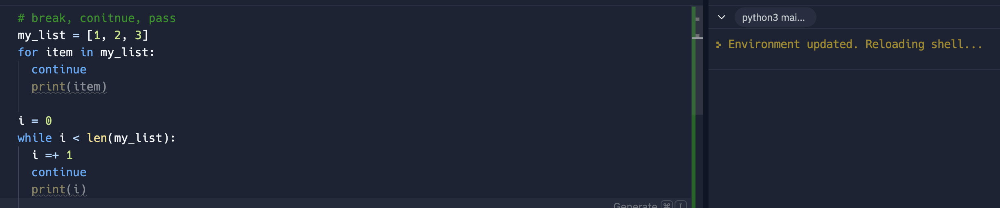 # break, conitnue, pass
my_list = [1, 2, 3]
for item in my_list:
continue
print(item)
i = 0
while i < len(my_list):
i =+ 1
continue
print(i)
Generate ⌘ I
python3 mai...
Environment updated. Reloading shell...